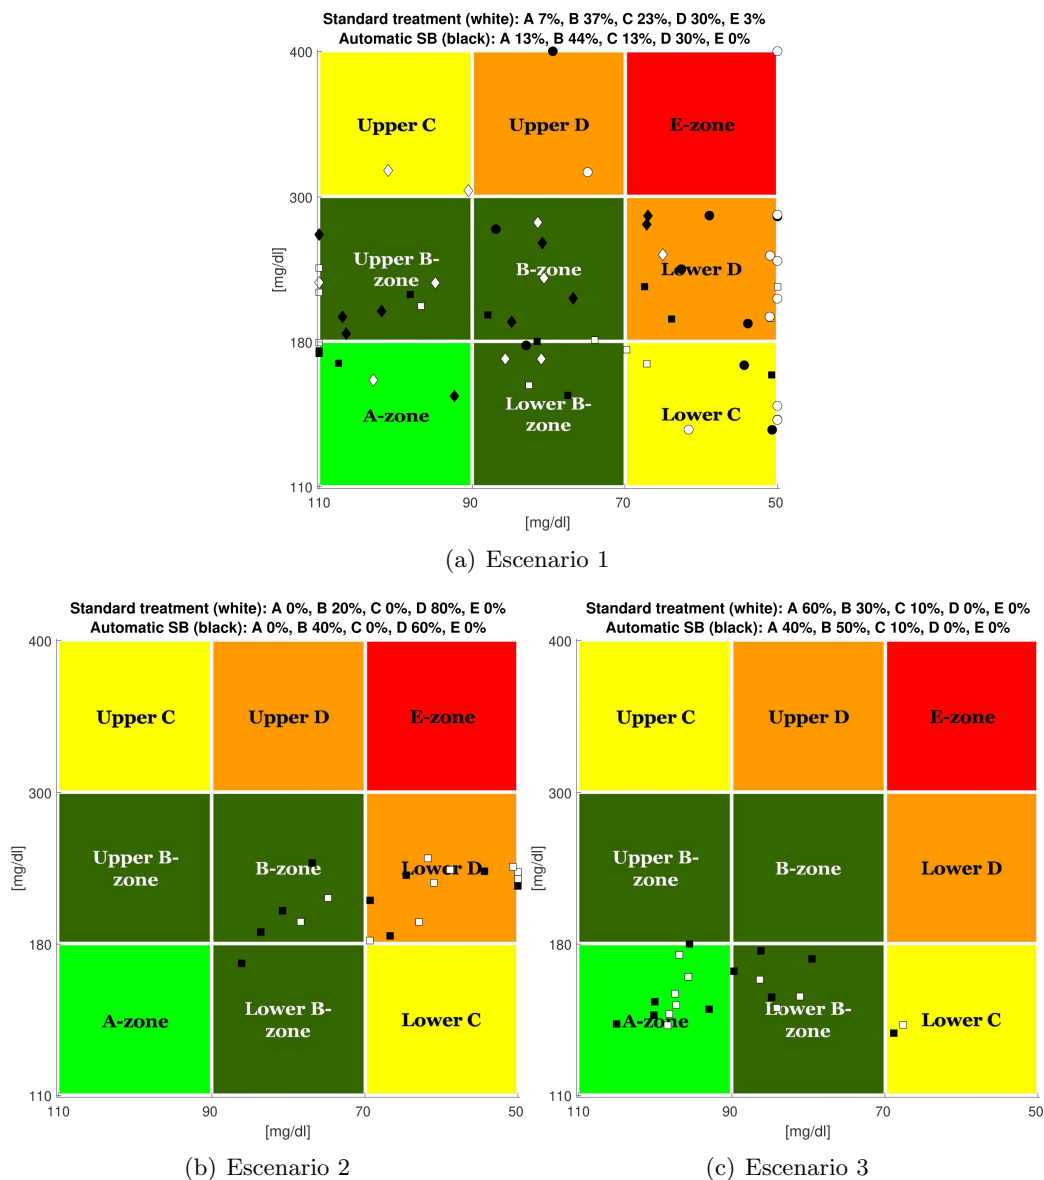 Standard treatment (white): A 7%, B 37%, C 23%, D 30%, E 3%
Automatic SB (black): A 13%, B 44%, C 13%, D 30%, E 0%
400
Upper C
Upper D
E-zone
300
[mg/dl]
Upper B-
zone
B-zone
Lower D
180
A-zone
Lower B-
zone
Lower C
110
110
90
70
50
[mg/dl]
(a) Escenario 1
Standard treatment (white): A 0%, B 20%, C 0%, D 80%, E 0%
Automatic SB (black): A 0%, B 40%, C 0%, D 60%, E 0%
400
Upper C
Upper D
E-zone
300
[mg/dl]
Upper B-
zone
B-zone
Lower D
180
A-zone
Lower B-
zone
Lower C
110
110
90
70
50
[mg/dl]
(b) Escenario 2
Standard treatment (white): A 60%, B 30%, C 10%, D 0%, E 0%
Automatic SB (black): A 40%, B 50%, C 10%, D 0%, E 0%
400
Upper C
Upper D
E-zone
300
[mg/dl]
Upper B-
zone
B-zone
Lower D
180
A-zone
Lower B-
zone
Lower C
110
110
90
70
50
[mg/dl]
(c) Escenario 3